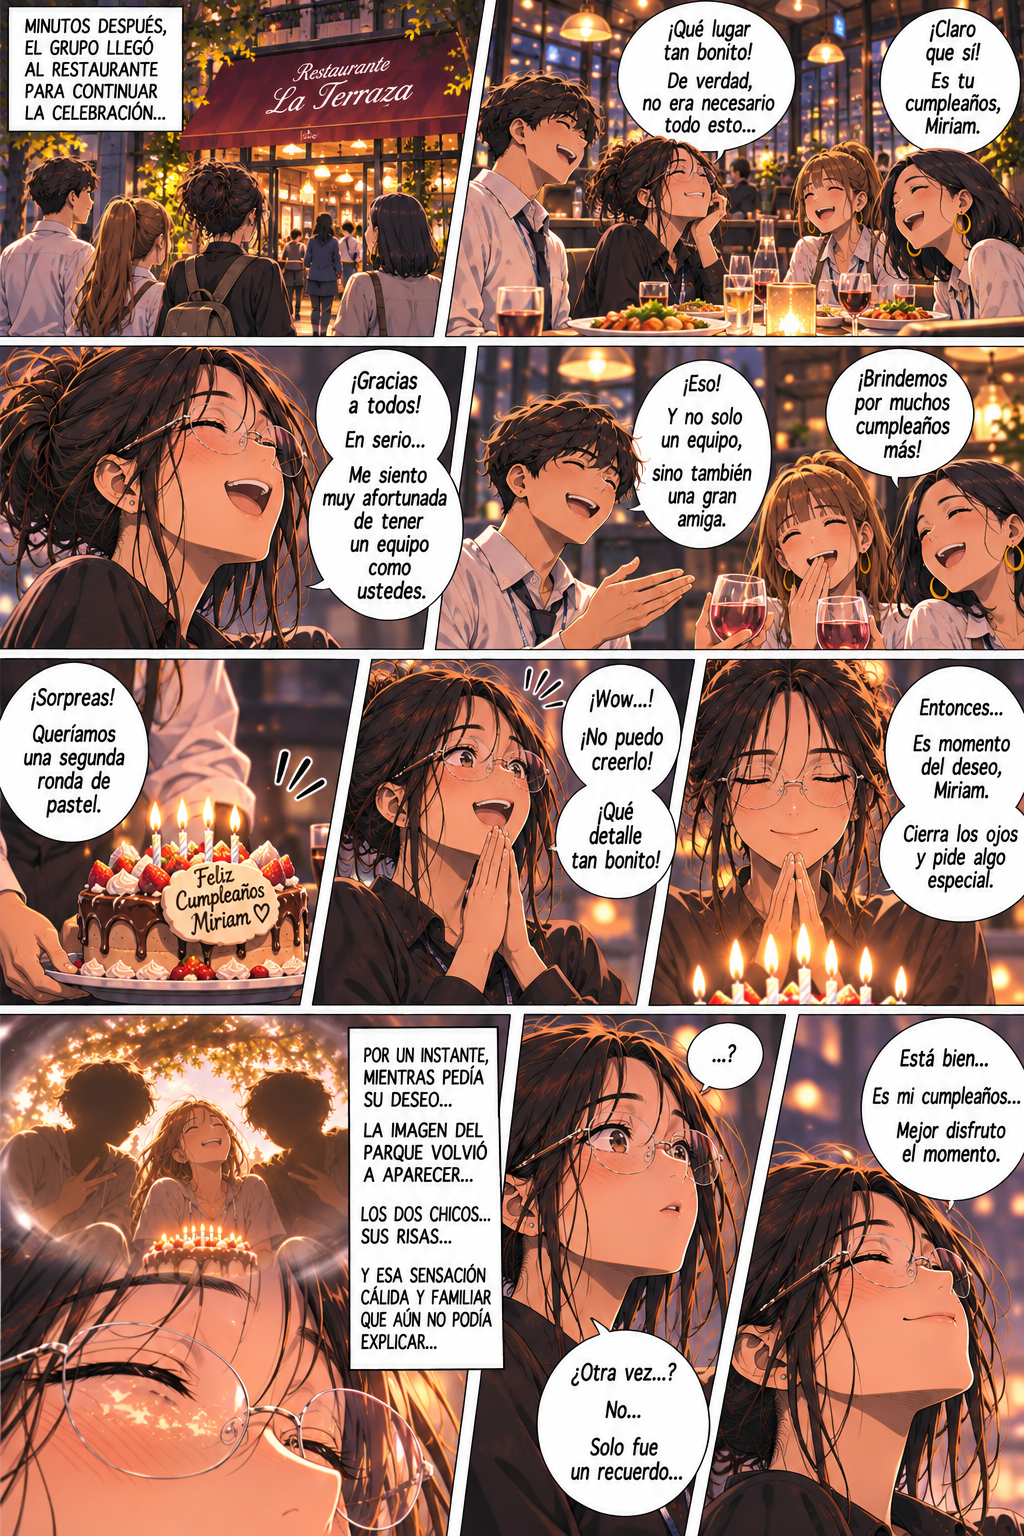 MINUTOS DESPUÉS,
EL GRUPO LLEGÓ
AL RESTAURANTE
PARA CONTINUAR
LA CELEBRACIÓN...
Restaurante
La Terraza
¡Qué lugar
tan bonito!
De verdad,
no era necesario
todo esto...
¡Claro
que sí!
Es tu
cumpleaños,
Miriam.
¡Gracias
a todos!
En serio...
Me siento
muy afortunada
de tener
un equipo
como
ustedes.
¡Eso!
Y no solo
un equipo,
sino también
una gran
amiga.
¡Brindemos
por muchos
cumpleaños
más!
¡Sorpreas!
Queríamos
una segunda
ronda de
pastel.
Feliz
Cumpleaños
Miriam ♡
¡Wow...!
¡No puedo
creerlo!
¡Qué
detalle
tan bonito!
Entonces...
Es momento
del deseo,
Miriam.
Cierra los ojos
y pide algo
especial.
POR UN INSTANTE,
MIENTRAS PEDÍA
SU DESEO...
LA IMAGEN DEL
PARQUE VOLVIÓ
A APARECER...
LOS DOS CHICOS...
SUS RISAS...
Y ESA SENSACIÓN
CÁLIDA Y FAMILIAR
QUE AÚN NO PODÍA
EXPLICAR...
...?
¿Otra vez...?
No...
Solo fue
un recuerdo...
Está bien...
Es mi cumpleaños...
Mejor disfruto
el momento.